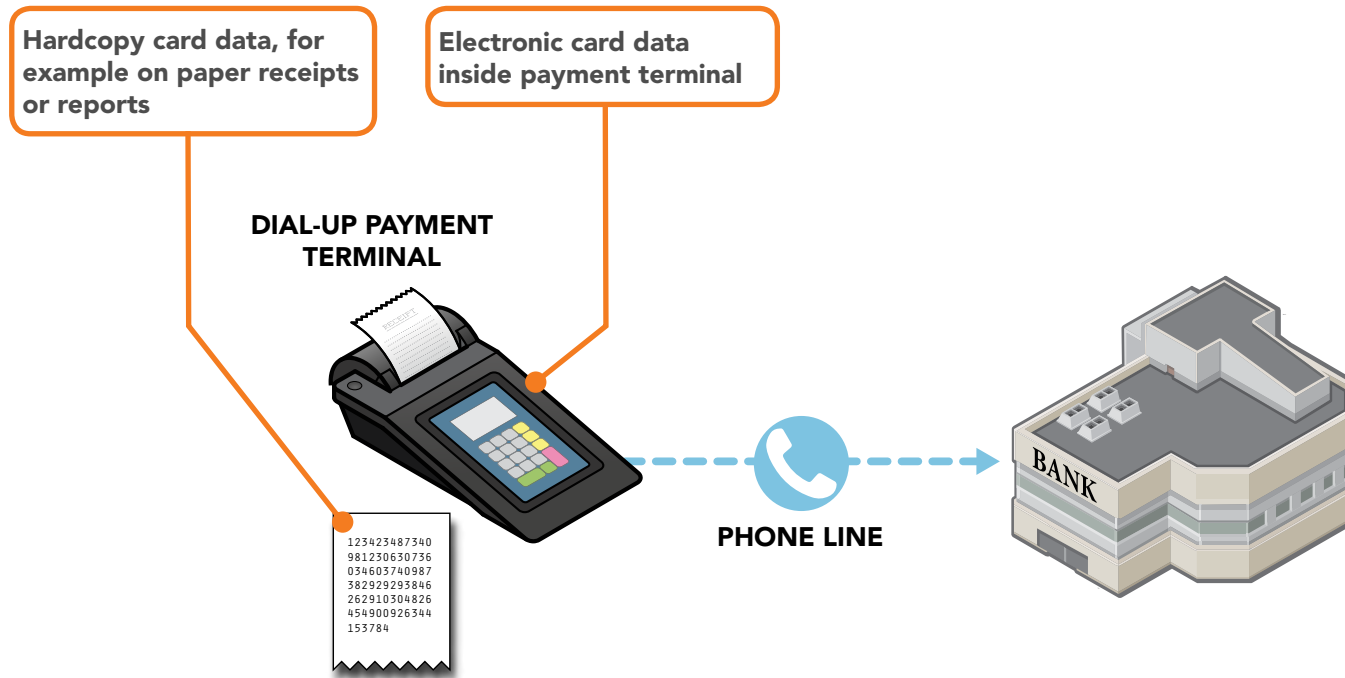 Hardcopy card data, for
example on paper receipts
or reports
Electronic card data
inside payment terminal
DIAL-UP PAYMENT
TERMINAL
RECEIPT
PHONE LINE
BANK
123423487340
981230630736
034603740987
382929293846
262910304826
454900926344
153784